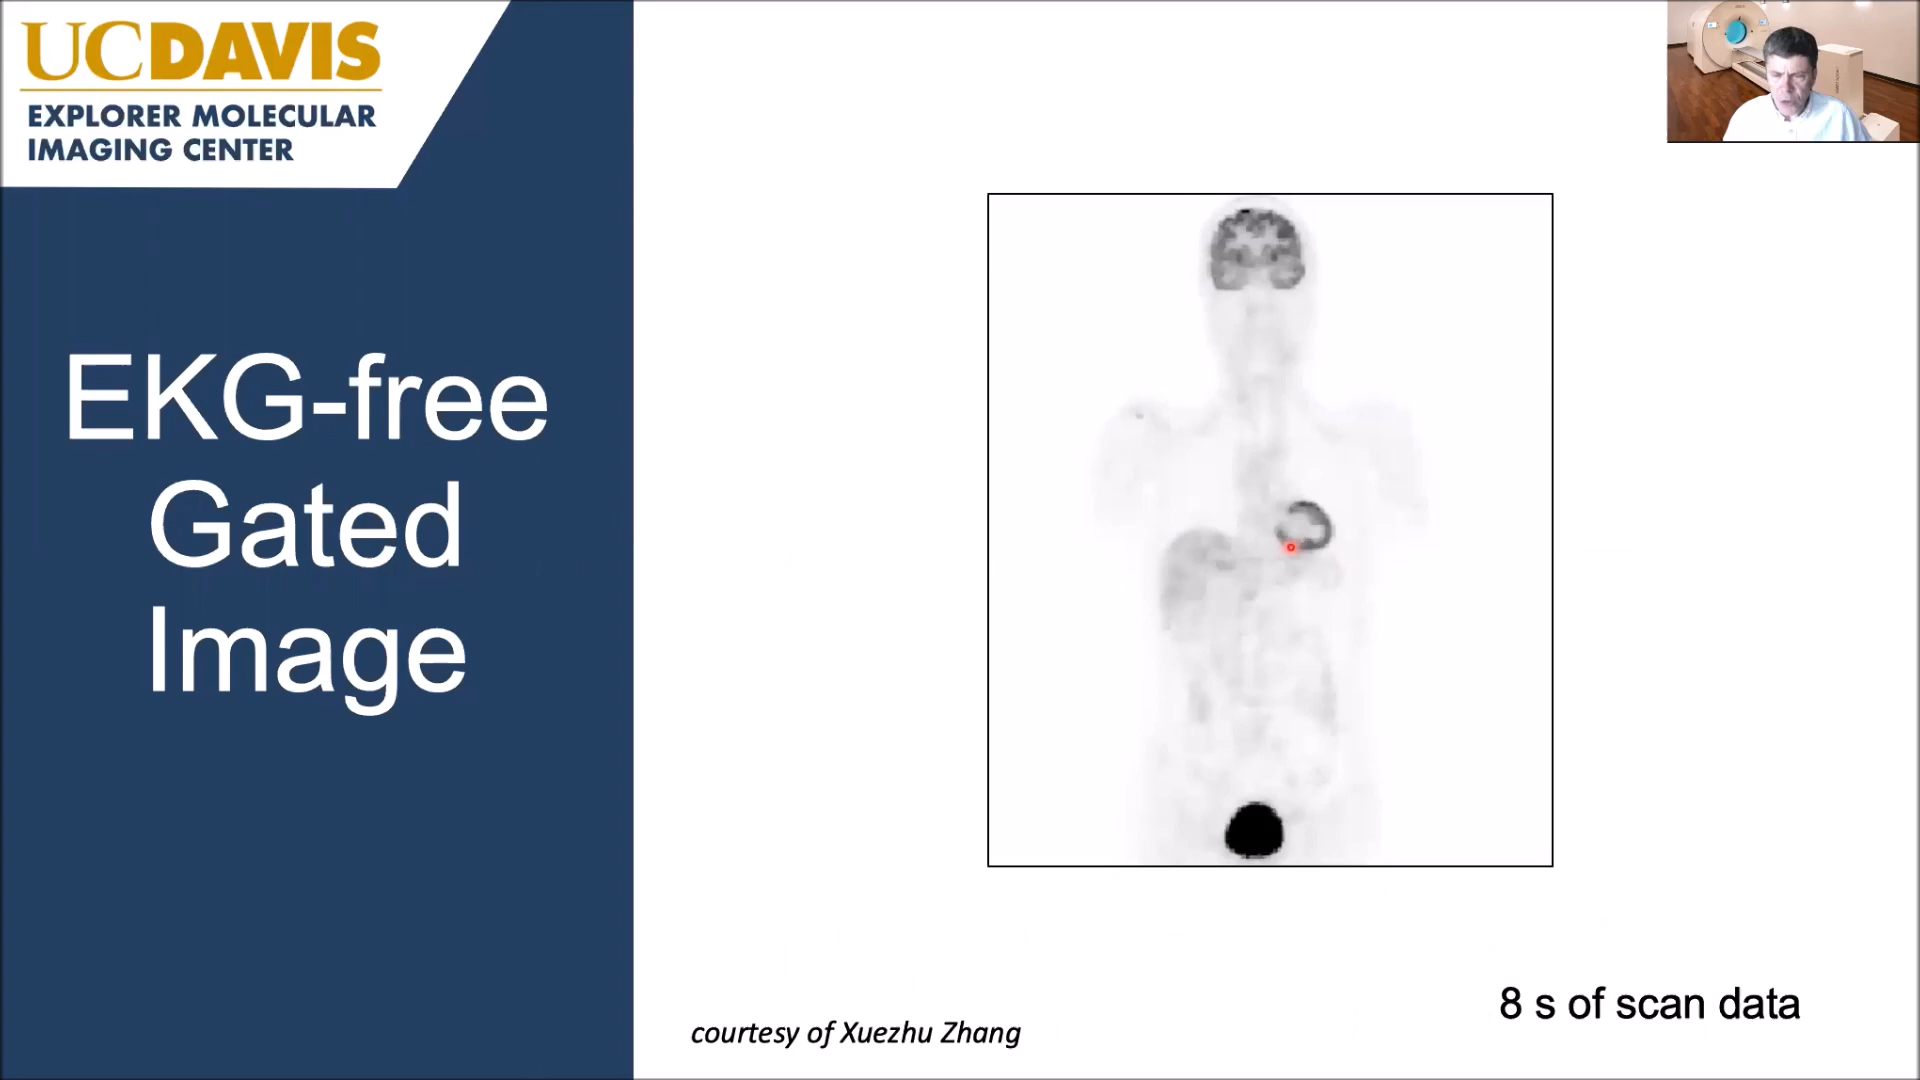 UCDAVIS
EXPLORER MOLECULAR
IMAGING CENTER
EKG-free
Gated
Image
8 s of scan data
courtesy of Xuezhu Zhang